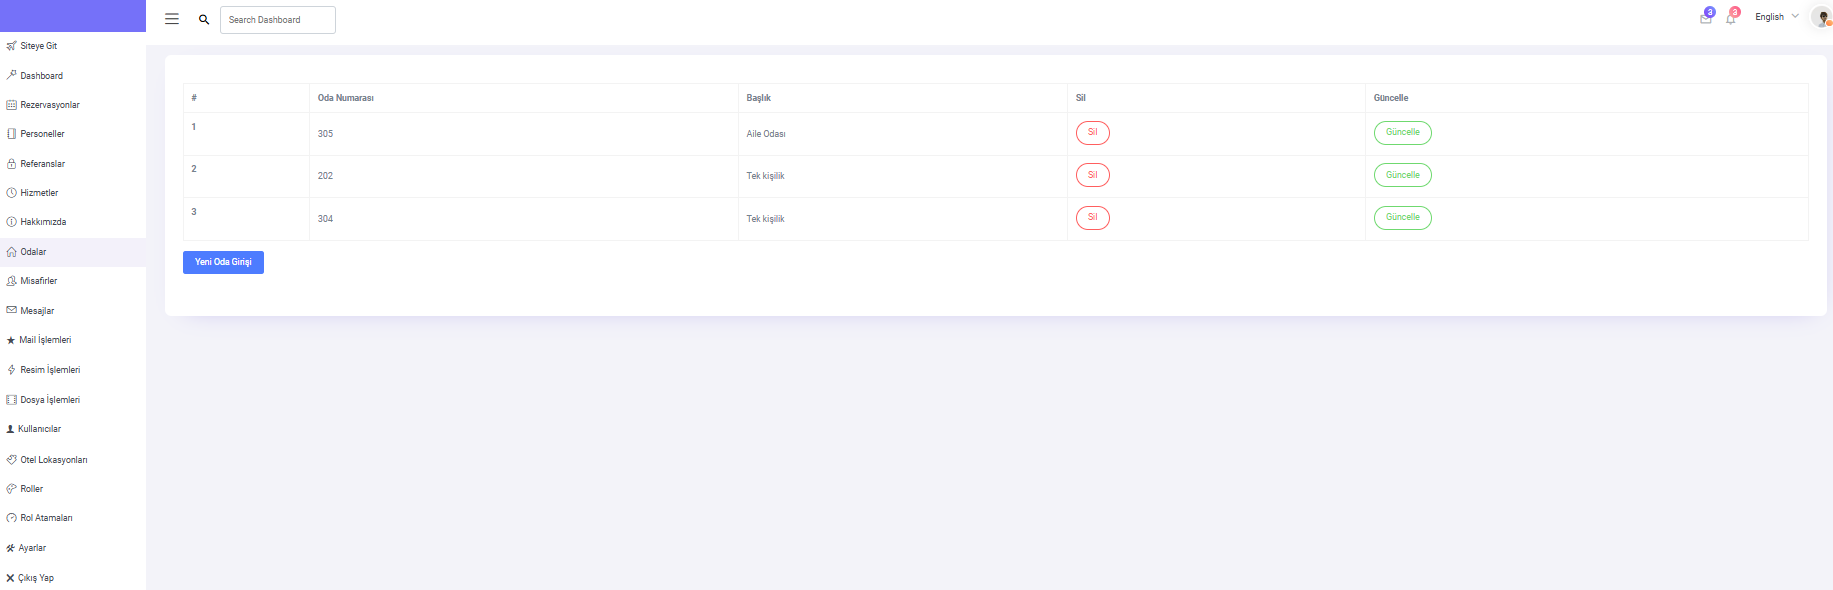 Search Dashboard
3
3
English
Siteye Git
Dashboard
Rezervasyonlar
Personeller
Referanslar
Hizmetler
Hakkımızda
Odalar
Misafirler
Mesajlar
Mail İşlemleri
Resim İşlemleri
Dosya İşlemleri
Kullanıcılar
Otel Lokasyonları
Roller
Rol Atamaları
Ayarlar
Çıkış Yap
# Oda Numarası Başlık Sil Güncelle
1 305 Aile Odası Sil Güncelle
2 202 Tek kişilik Sil Güncelle
3 304 Tek kişilik Sil Güncelle
Yeni Oda Girişi